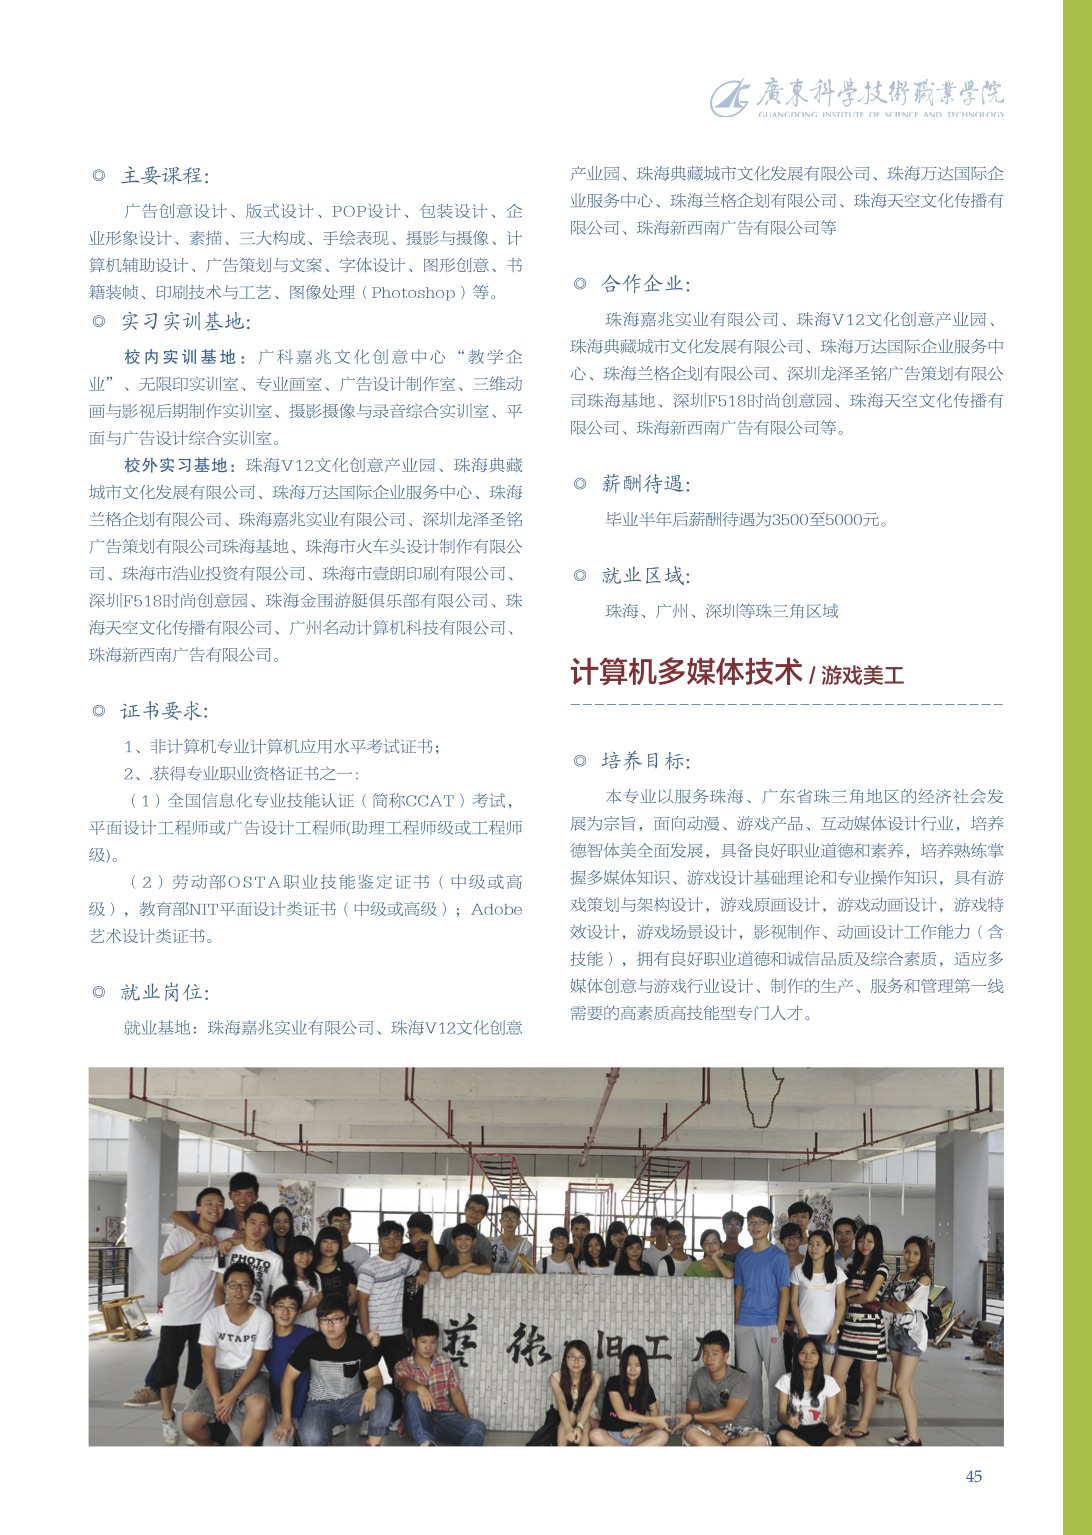 廣東科学技術職業學院
GUANGDONG INSTITUTE OF SCIENCE AND TECHNOLOGY
◎ 主要课程：
广告创意设计、版式设计、POP设计、包装设计、企
业形象设计、素描、三大构成、手绘表现、摄影与摄像、计
算机辅助设计、广告策划与文案、字体设计、图形创意、书
籍装帧、印刷技术与工艺、图像处理（Photoshop）等。
◎ 实习实训基地：
校内实训基地：广科嘉兆文化创意中心“教学企
业”、无限印实训室、专业画室、广告设计制作室、三维动
画与影视后期制作实训室、摄影摄像与录音综合实训室、平
面与广告设计综合实训室。
校外实习基地：珠海V12文化创意产业园、珠海典藏
城市文化发展有限公司、珠海万达国际企业服务中心、珠海
兰格企划有限公司、珠海嘉兆实业有限公司、深圳龙泽圣铭
广告策划有限公司珠海基地、珠海市火车头设计制作有限公
司、珠海市浩业投资有限公司、珠海市壹朗印刷有限公司、
深圳F518时尚创意园、珠海金围游艇俱乐部有限公司、珠
海天空文化传播有限公司、广州名动计算机科技有限公司、
珠海新西南广告有限公司。
◎ 证书要求：
1、非计算机专业计算机应用水平考试证书；
2、.获得专业职业资格证书之一：
（1）全国信息化专业技能认证（简称CCAT）考试，
平面设计工程师或广告设计工程师(助理工程师级或工程师
级)。
（2）劳动部OSTA职业技能鉴定证书（中级或高
级），教育部NIT平面设计类证书（中级或高级）；Adobe
艺术设计类证书。
◎ 就业岗位：
就业基地：珠海嘉兆实业有限公司、珠海V12文化创意
产业园、珠海典藏城市文化发展有限公司、珠海万达国际企
业服务中心、珠海兰格企划有限公司、珠海天空文化传播有
限公司、珠海新西南广告有限公司等
◎ 合作企业：
珠海嘉兆实业有限公司、珠海V12文化创意产业园、
珠海典藏城市文化发展有限公司、珠海万达国际企业服务中
心、珠海兰格企划有限公司、深圳龙泽圣铭广告策划有限公
司珠海基地、深圳F518时尚创意园、珠海天空文化传播有
限公司、珠海新西南广告有限公司等。
◎ 薪酬待遇：
毕业半年后薪酬待遇为3500至5000元。
◎ 就业区域：
珠海、广州、深圳等珠三角区域
计算机多媒体技术 / 游戏美工
◎ 培养目标：
本专业以服务珠海、广东省珠三角地区的经济社会发
展为宗旨，面向动漫、游戏产品、互动媒体设计行业，培养
德智体美全面发展，具备良好职业道德和素养，培养熟练掌
握多媒体知识、游戏设计基础理论和专业操作知识，具有游
戏策划与架构设计，游戏原画设计，游戏动画设计，游戏特
效设计，游戏场景设计，影视制作、动画设计工作能力（含
技能），拥有良好职业道德和诚信品质及综合素质，适应多
媒体创意与游戏行业设计、制作的生产、服务和管理第一线
需要的高素质高技能型专门人才。
PHOTO
WTAPS
藝術 旧工
45